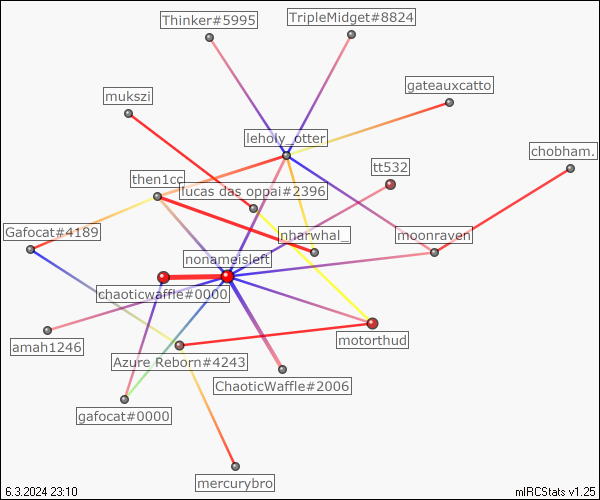 Thinker#5995
TripleMidget#8824
gateauxcatto
mukszi
leholy_otter
chobham.
tt532
then1cc
lucas das oppai#2396
Gafocat#4189
nharwhal_
moonraven
nonameisleft
chaoticwaffle#0000
amah1246
motorthud
Azure Reborn#4243
ChaoticWaffle#2006
gafocat#0000
mercurybro
6.3.2024 23:10
mIRCStats v1.25